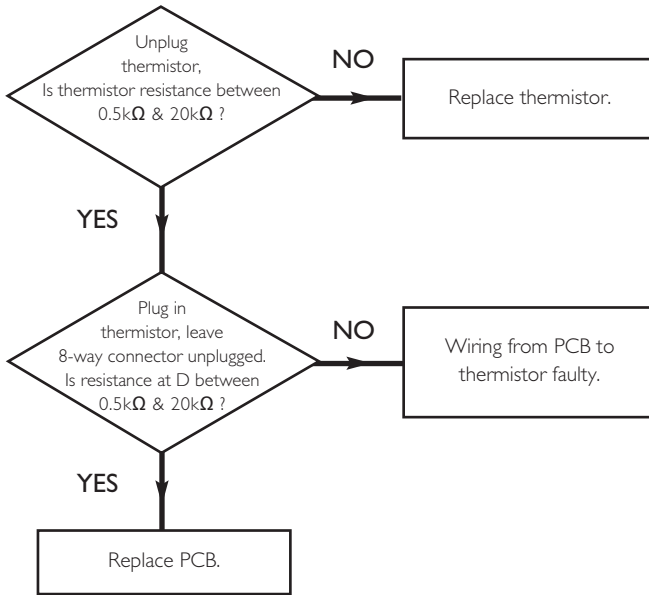 Unplug
thermistor,
Is thermistor resistance between
0.5kΩ & 20kΩ ?
NO
Replace thermistor.
YES
Plug in
thermistor, leave
8-way connector unplugged.
Is resistance at D between
0.5kΩ & 20kΩ ?
NO
Wiring from PCB to
thermistor faulty.
YES
Replace PCB.